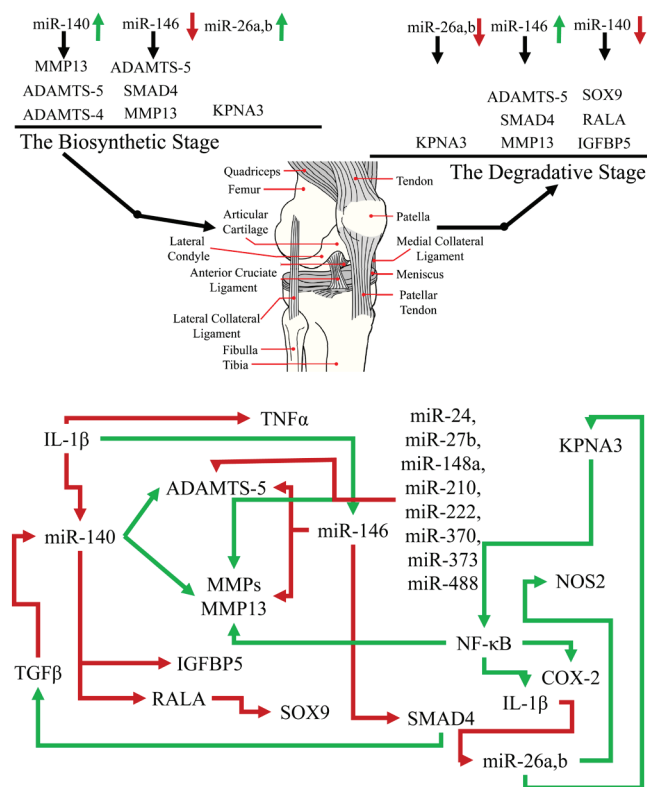 miR-140
miR-146
miR-26a,b
MMP13
ADAMTS-5
ADAMTS-4
ADAMTS-5
SMAD4
MMP13
KPNA3
The Biosynthetic Stage
miR-26a,b
miR-146
miR-140
KPNA3
ADAMTS-5
SMAD4
MMP13
SOX9
RALA
IGFBP5
The Degradative Stage
Quadriceps
Femur
Articular
Cartilage
Lateral
Condyle
Anterior Cruciate
Ligament
Lateral Collateral
Ligament
Fibulla
Tibia
Tendon
Patella
Medial Collateral
Ligament
Meniscus
Patellar
Tendon
TNFα
IL-1β
ADAMTS-5
miR-140
miR-146
MMPs
MMP13
miR-24,
miR-27b,
miR-148a,
miR-210,
miR-222,
miR-370,
miR-373
miR-488
KPNA3
NOS2
NF-κB
COX-2
IL-1β
TGFβ
IGFBP5
RALA
SOX9
SMAD4
miR-26a,b